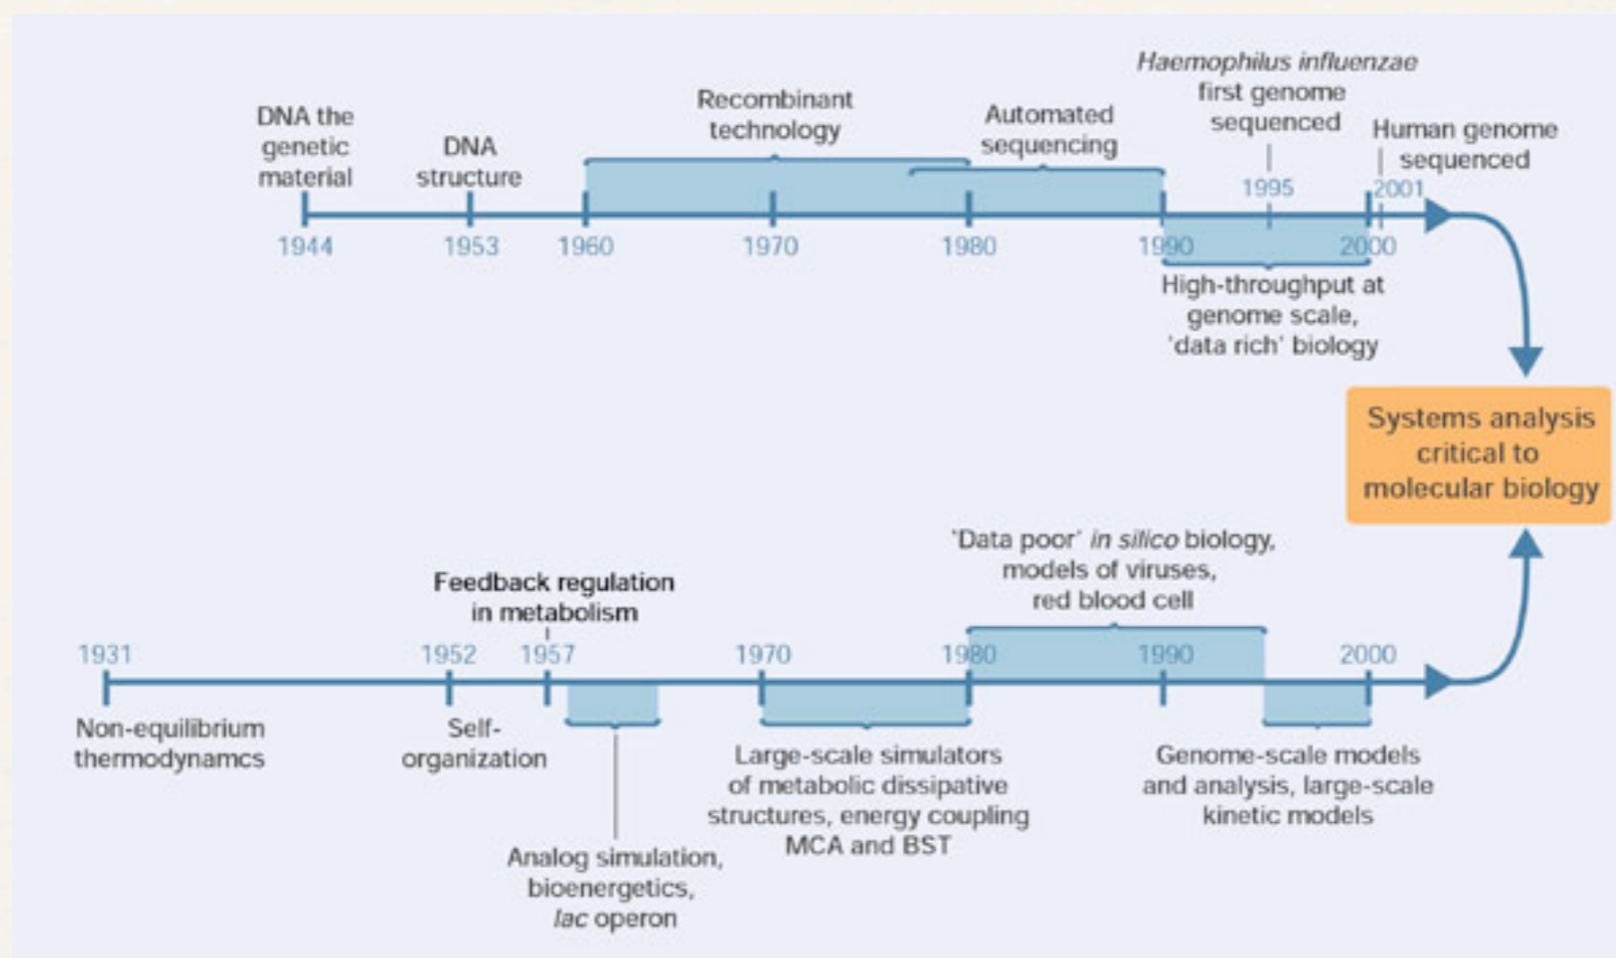 Haemophilus influenzae
first genome
sequenced
DNA the
genetic
material
DNA
structure
Recombinant
technology
Automated
sequencing
Human genome
sequenced
1995
2001
1944
1953
1960
1970
1980
1990
2000
High-throughput at
genome scale,
'data rich' biology
Systems analysis
critical to
molecular biology
'Data poor' in silico biology,
models of viruses,
red blood cell
Feedback regulation
in metabolism
1931
1952
1957
1970
1980
1990
2000
Non-equilibrium
thermodynamcs
Self-
organization
Large-scale simulators
of metabolic dissipative
structures, energy coupling
MCA and BST
Genome-scale models
and analysis, large-scale
kinetic models
Analog simulation,
bioenergetics,
lac operon